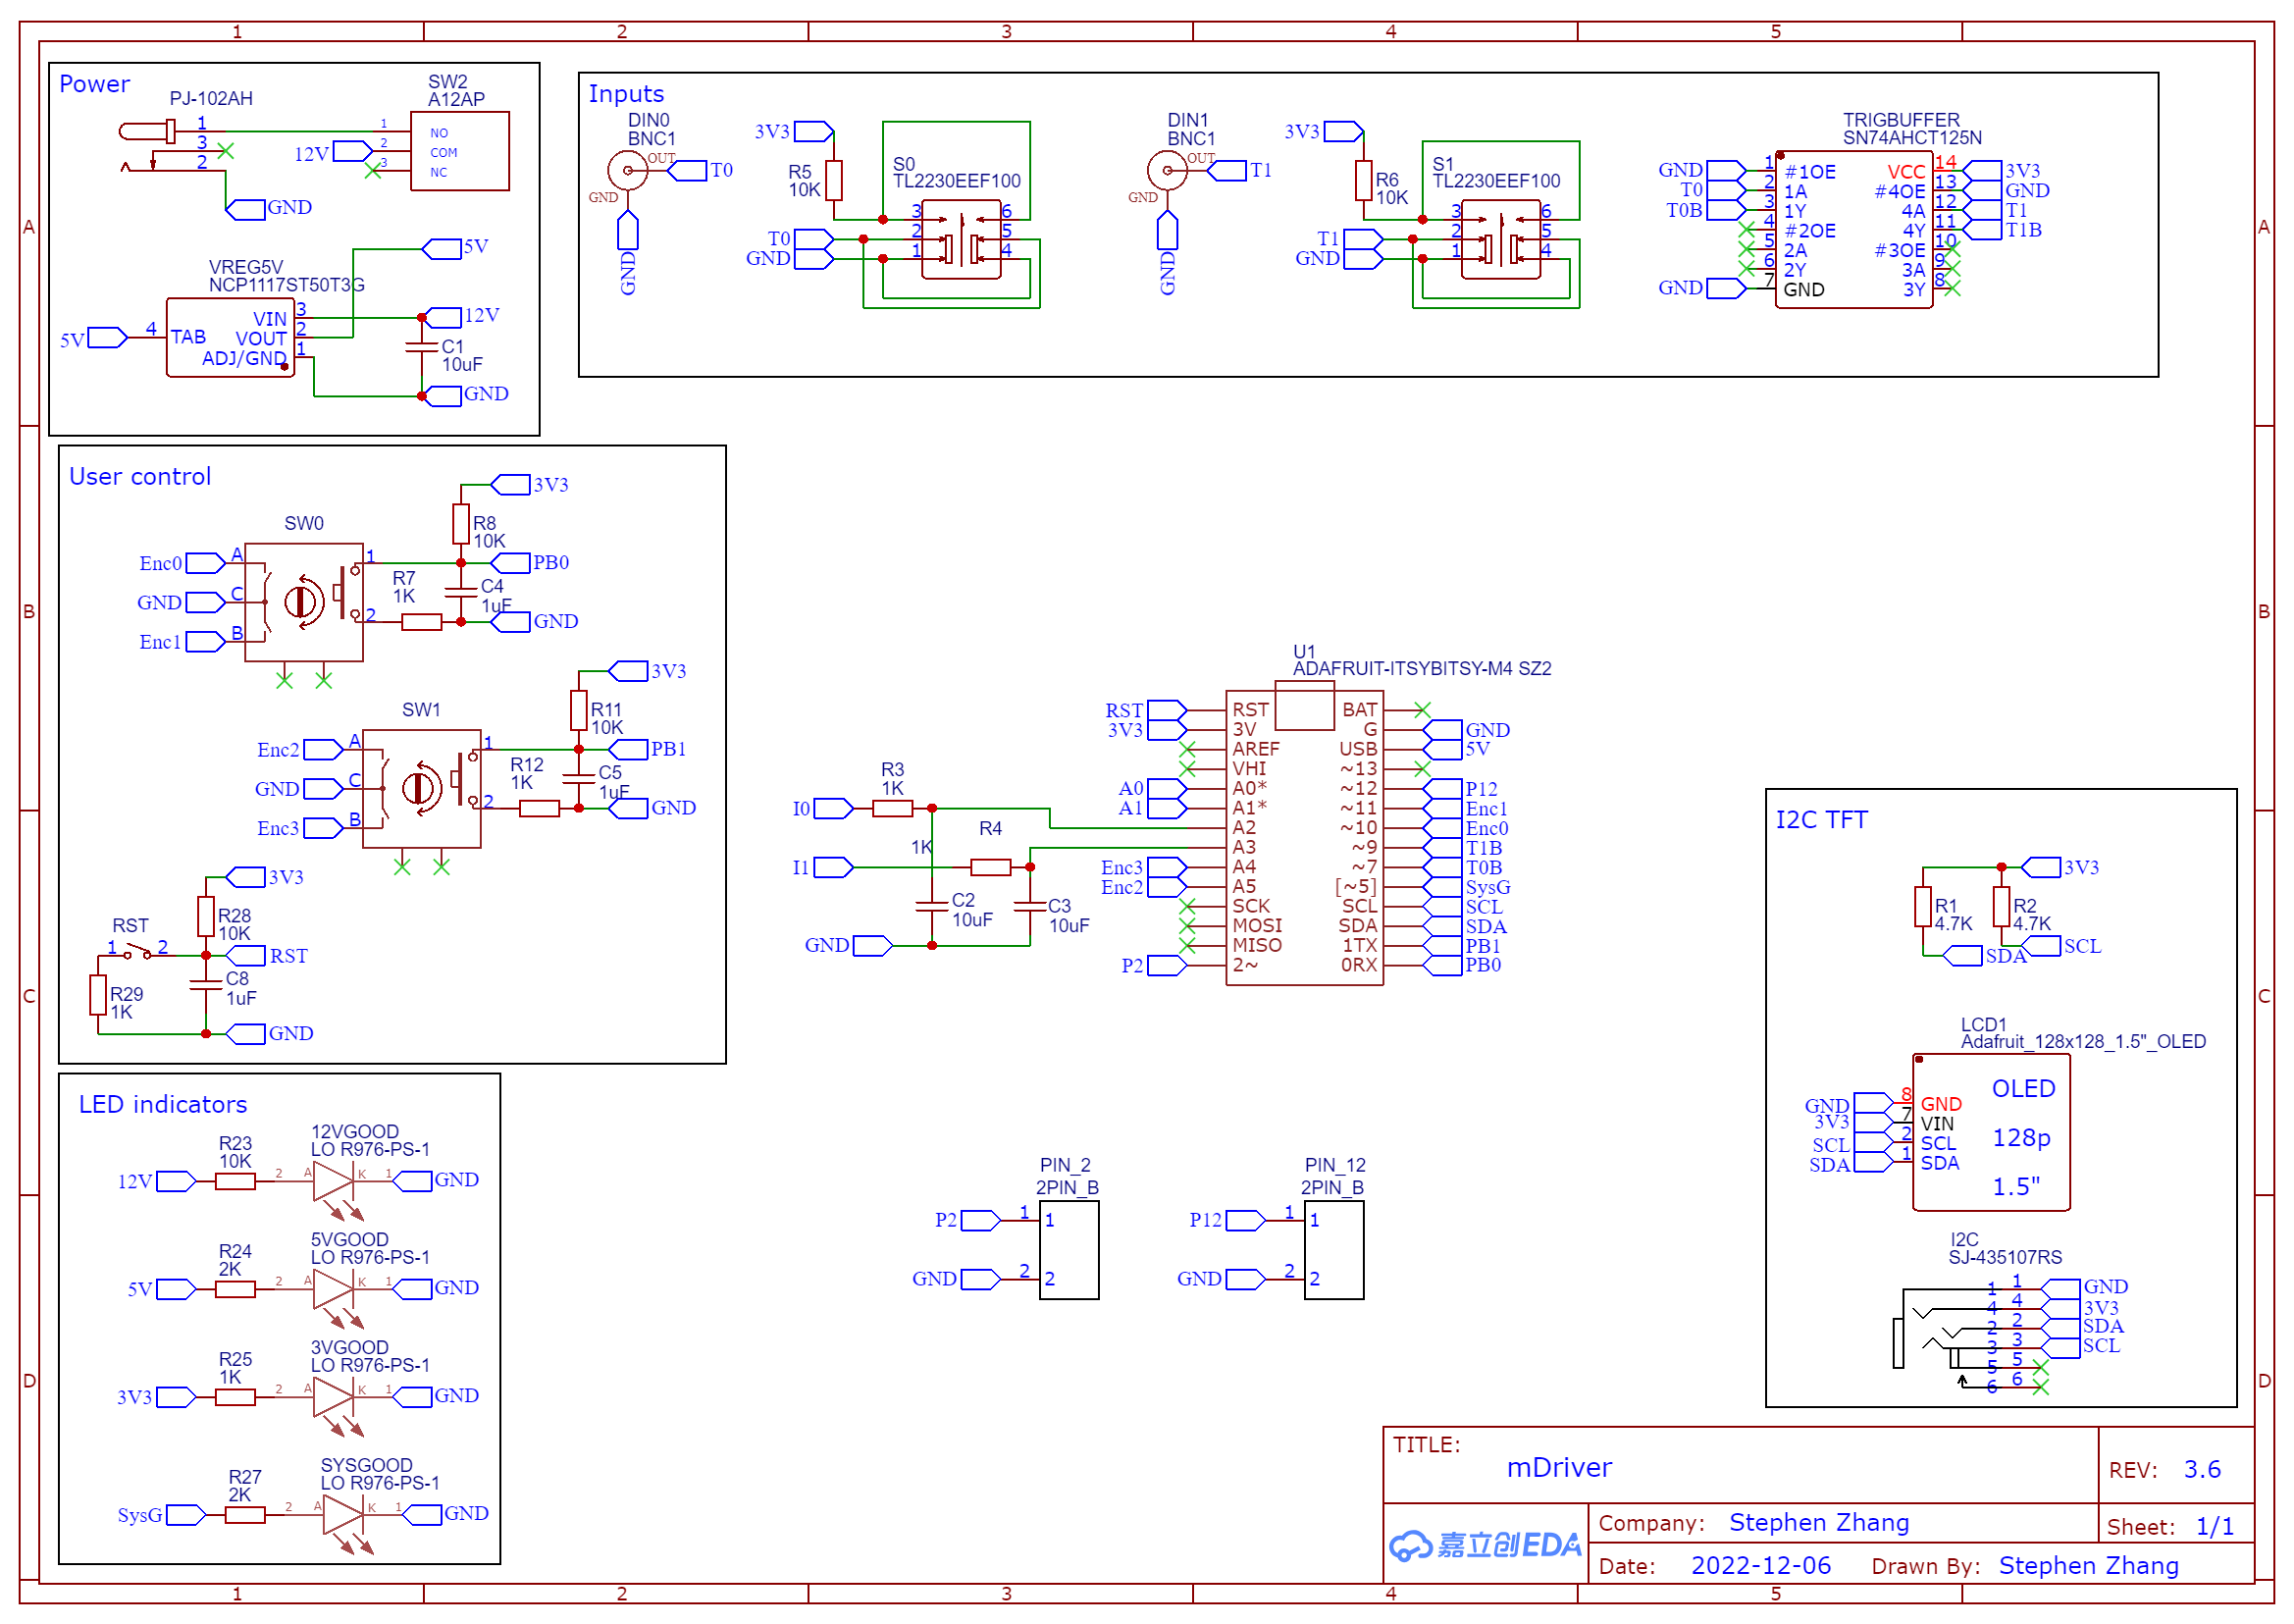 1 2 3 4 5
A
B
C
D
Power
PJ-102AH
1
3
2
GND
SW2
A12AP
12V
1 NO
2 COM
3 NC
VREG5V
NCP1117ST50T3G
5V
4 TAB
VIN 3
VOUT 2
ADJ/GND 1
5V
12V
C1
10uF
GND
Inputs
DIN0
BNC1
OUT
T0
GND
GND
3V3
R5
10K
S0
TL2230EEF100
T0
GND
3 6
2 5
1 4
DIN1
BNC1
OUT
T1
GND
GND
3V3
R6
10K
S1
TL2230EEF100
T1
GND
3 6
2 5
1 4
TRIGBUFFER
SN74AHCT125N
GND 1 #1OE VCC 14 3V3
T0 2 1A #4OE 13 GND
T0B 3 1Y 4A 12 T1
4 #2OE 4Y 11 T1B
5 2A #3OE 10
6 2Y 3A 9
GND 7 GND 3Y 8
User control
SW0
Enc0 A
GND C
Enc1 B
1
2
3V3
R8
10K
PB0
R7
1K
C4
1uF
GND
SW1
Enc2 A
GND C
Enc3 B
1
2
3V3
R11
10K
PB1
R12
1K
C5
1uF
GND
3V3
R28
10K
RST
1 2
RST
R29
1K
C8
1uF
GND
LED indicators
12V
R23
10K
12VGOOD
LO R976-PS-1
2 A K 1
GND
5V
R24
2K
5VGOOD
LO R976-PS-1
2 A K 1
GND
3V3
R25
1K
3VGOOD
LO R976-PS-1
2 A K 1
GND
SysG
R27
2K
SYSGOOD
LO R976-PS-1
2 A K 1
GND
I0
R3
1K
R4
1K
I1
C2
10uF
C3
10uF
GND
U1
ADAFRUIT-ITSYBITSY-M4 SZ2
RST RST BAT
3V3 3V G GND
AREF USB 5V
VHI ~13
A0 A0* ~12 P12
A1 A1* ~11 Enc1
A2 ~10 Enc0
A3 ~9 T1B
Enc3 A4 ~7 T0B
Enc2 A5 [~5] SysG
SCK SCL SCL
MOSI SDA SDA
MISO 1TX PB1
P2 2~ 0RX PB0
PIN_2
2PIN_B
P2 1 1
GND 2 2
PIN_12
2PIN_B
P12 1 1
GND 2 2
I2C TFT
3V3
R1
4.7K
R2
4.7K
SDA
SCL
LCD1
Adafruit_128x128_1.5"_OLED
GND 8 GND
3V3 7 VIN
SCL 2 SCL
SDA 1 SDA
OLED
128p
1.5"
I2C
SJ-435107RS
1 1 GND
4 4 3V3
2 2 SDA
3 3 SCL
5 5
6 6
TITLE:
mDriver
REV: 3.6
嘉立创EDA
Company: Stephen Zhang
Sheet: 1/1
Date: 2022-12-06 Drawn By: Stephen Zhang
A
B
C
D
1 2 3 4 5